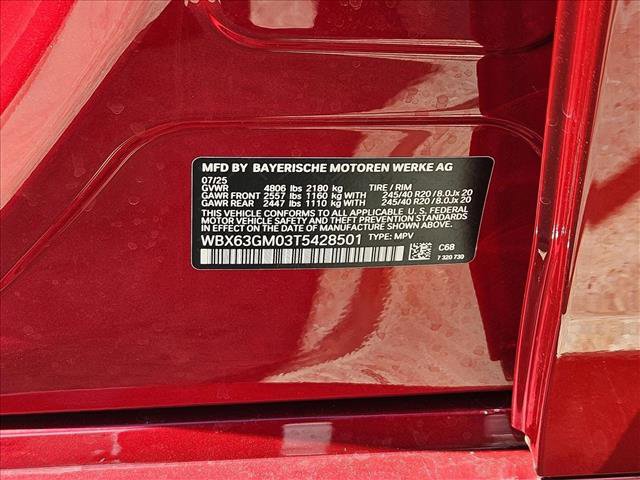 MFD BY BAYERISCHE MOTOREN WERKE AG
07/25
GVWR 4806 lbs 2180 kg TIRE / RIM
GAWR FRONT 2557 lbs 1160 kg 245/40 R20 / 8.0Jx 20
GAWR REAR 2447 lbs 1110 kg 245/40 R20 / 8.0Jx 20
THIS VEHICLE CONFORMS TO ALL APPLICABLE U. S. FEDERAL
MOTOR VEHICLE SAFETY, BUMPER, AND THEFT PREVENTION STANDARDS
IN EFFECT ON THE DATE OF MANUFACTURE SHOWN ABOVE.
WBX63GM03T5428501 TYPE: MPV
C68
7 320 730